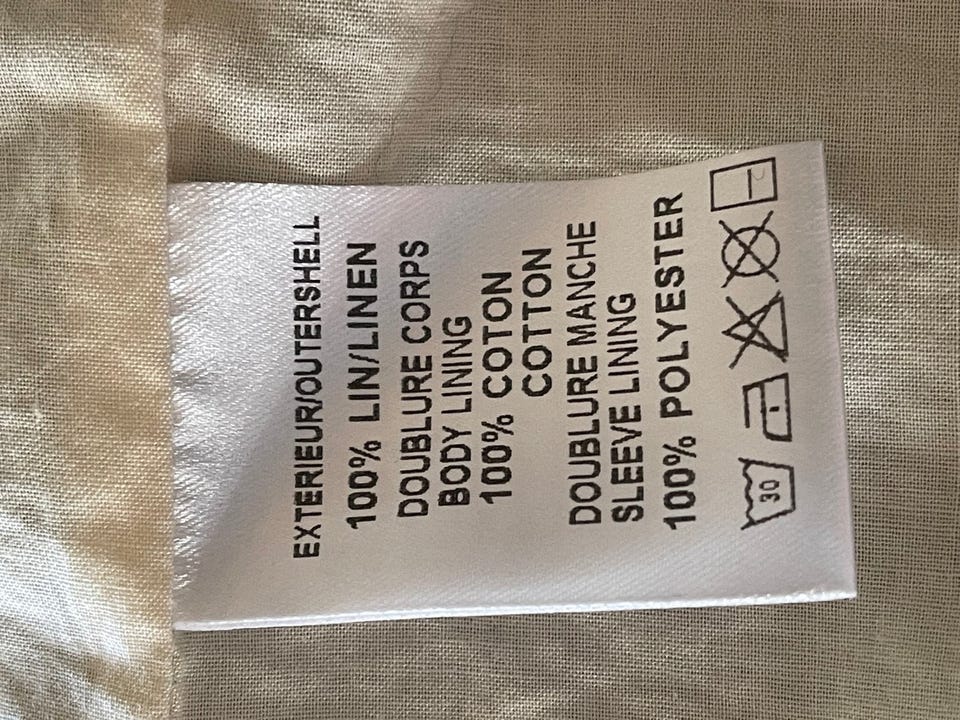 EXTERIEUR/OUTERSHELL
100% LIN/LINEN
DOUBLURE CORPS
BODY LINING
100% COTON
COTTON
DOUBLURE MANCHE
SLEEVE LINING
100% POLYESTER
30